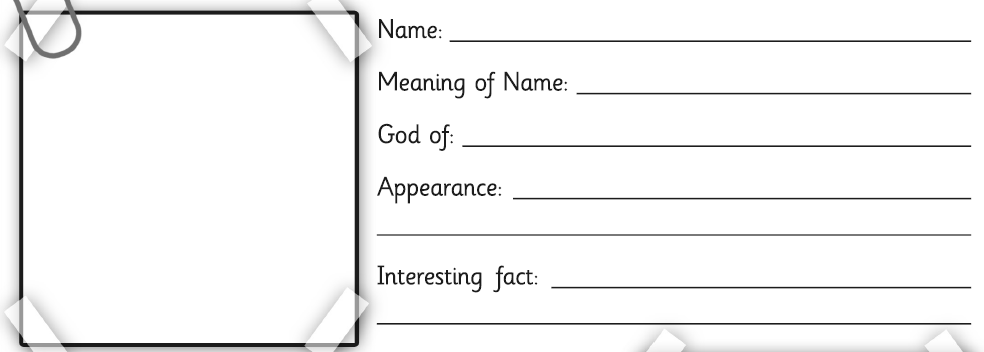 Name:
Meaning of Name:
God of:
Appearance:
Interesting fact: